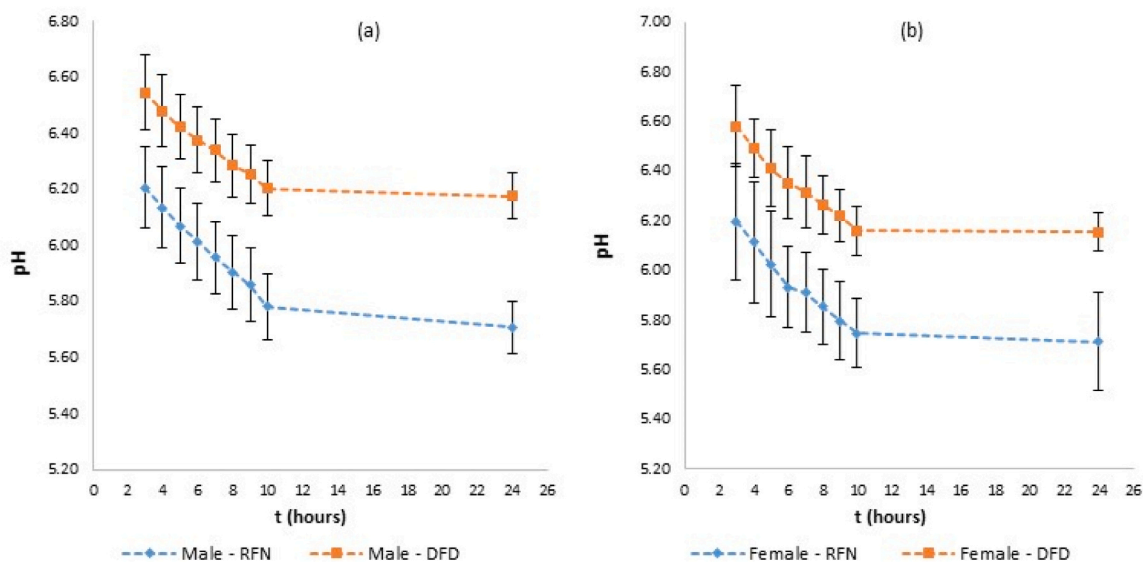 (a)
6.80
6.60
6.40
6.20
6.00
5.80
5.60
5.40
5.20
pH
0 2 4 6 8 10 12 14 16 18 20 22 24 26
t (hours)
Male - RFN Male - DFD
(b)
7.00
6.80
6.60
6.40
6.20
6.00
5.80
5.60
5.40
5.20
pH
0 2 4 6 8 10 12 14 16 18 20 22 24 26
t (hours)
Female - RFN Female - DFD